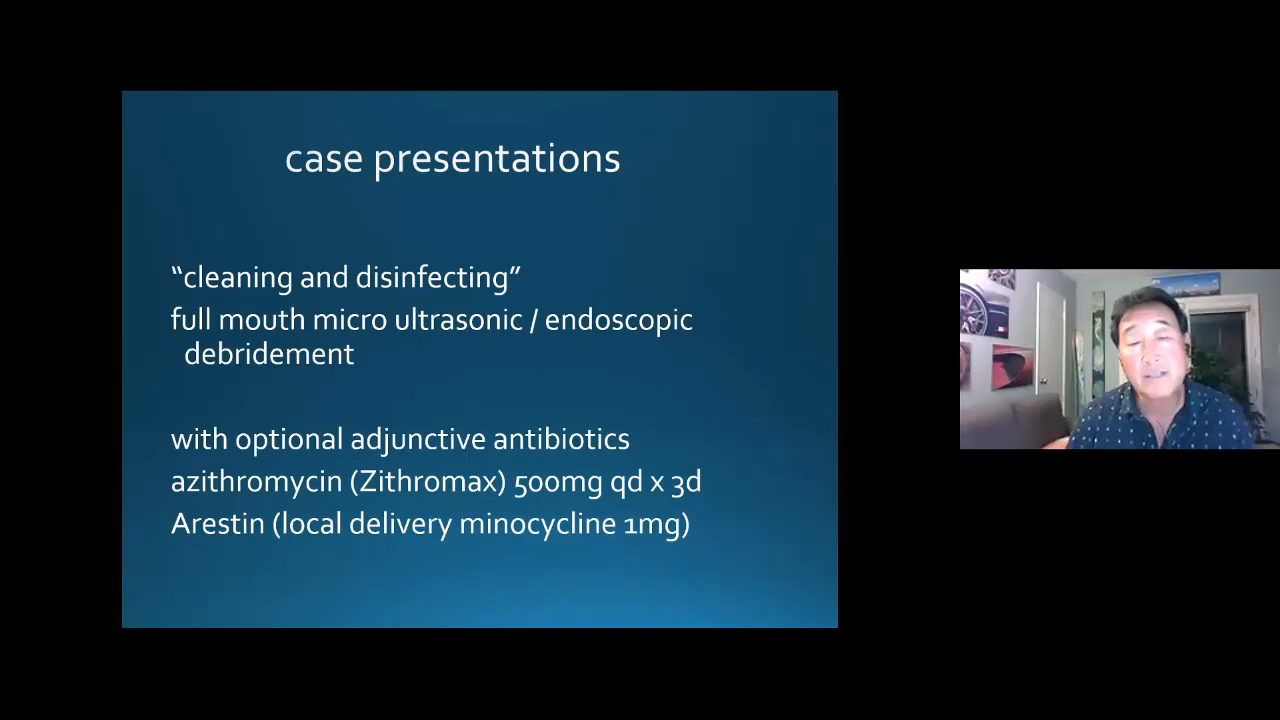 case presentations
“cleaning and disinfecting”
full mouth micro ultrasonic / endoscopic
debridement
with optional adjunctive antibiotics
azithromycin (Zithromax) 500mg qd x 3d
Arestin (local delivery minocycline 1mg)